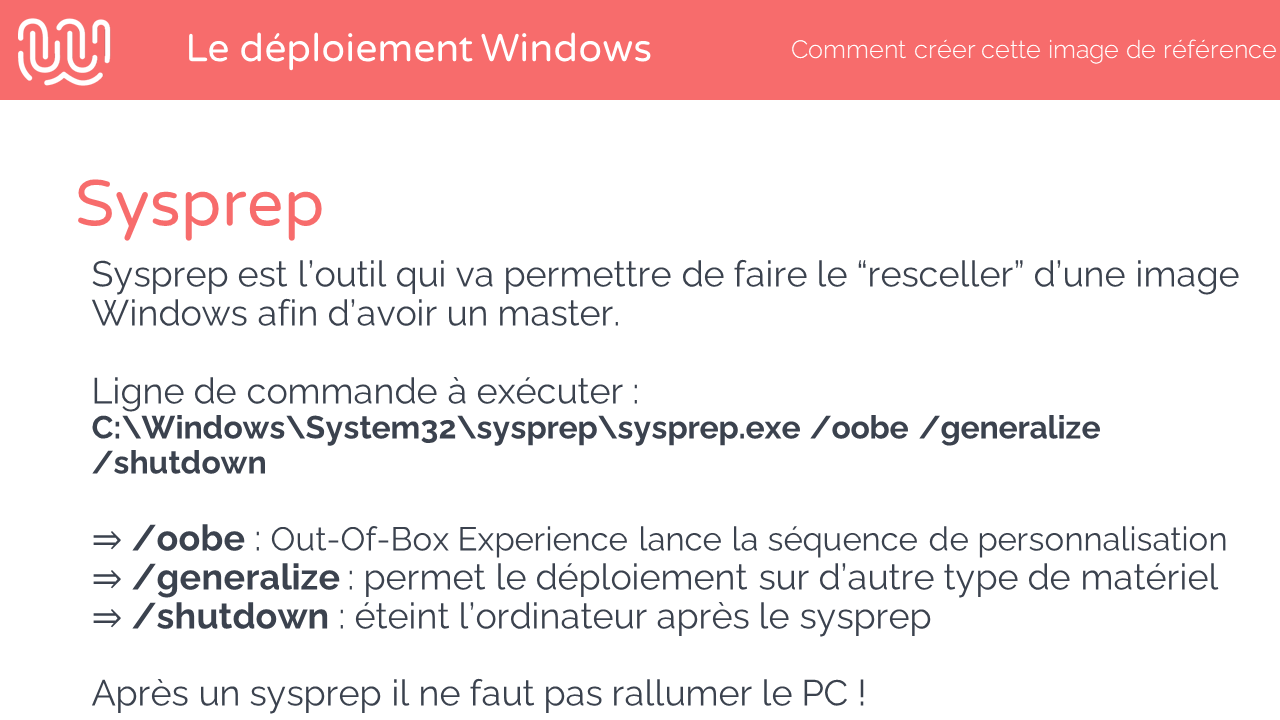 Le déploiement Windows
Comment créer cette image de référence
Sysprep
Sysprep est l’outil qui va permettre de faire le “resceller” d’une image
Windows afin d’avoir un master.
Ligne de commande à exécuter :
C:\Windows\System32\sysprep\sysprep.exe /oobe /generalize
/shutdown
⇒ /oobe : Out-Of-Box Experience lance la séquence de personnalisation
⇒ /generalize : permet le déploiement sur d’autre type de matériel
⇒ /shutdown : éteint l’ordinateur après le sysprep
Après un sysprep il ne faut pas rallumer le PC !